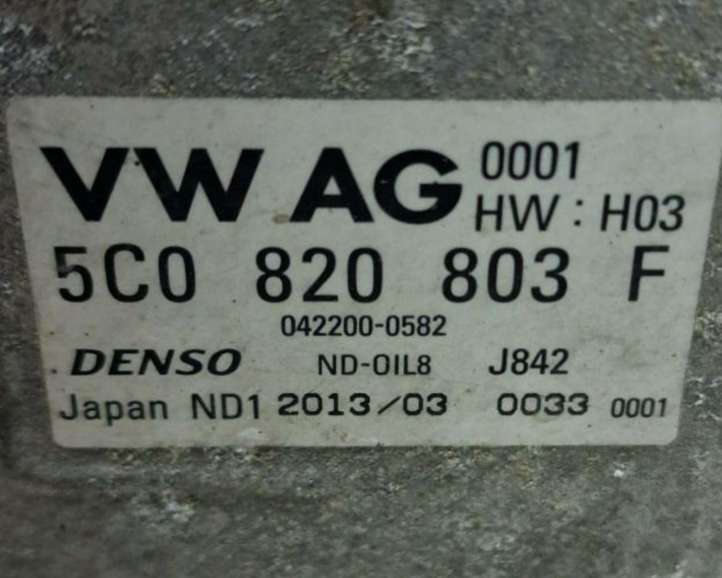 VW AG 0001
HW : H03
5C0 820 803 F
042200-0582
DENSO ND-OIL8 J842
Japan ND1 2013/03 0033 0001